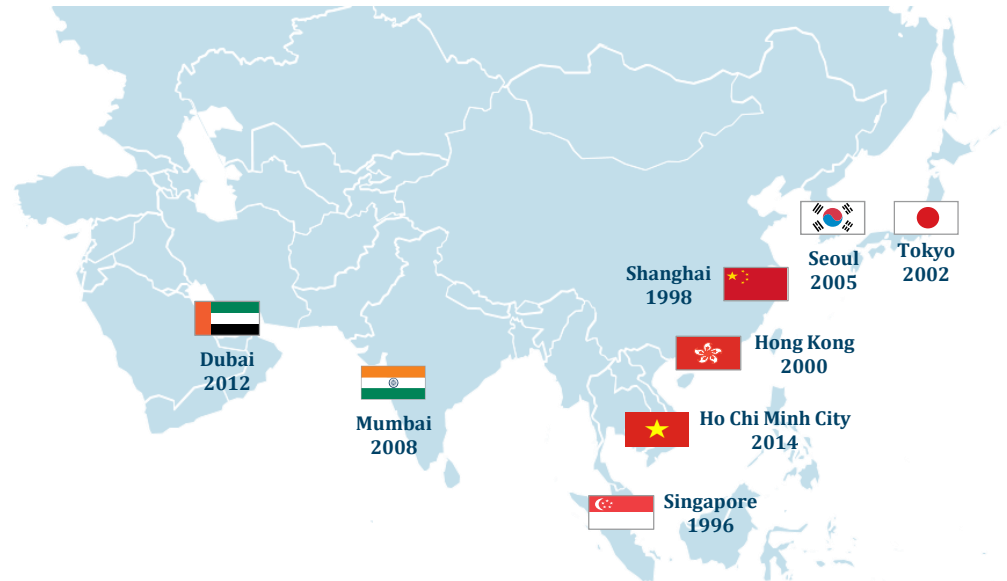 Seoul
2005
Tokyo
2002
Shanghai
1998
Hong Kong
2000
Dubai
2012
Mumbai
2008
Ho Chi Minh City
2014
Singapore
1996